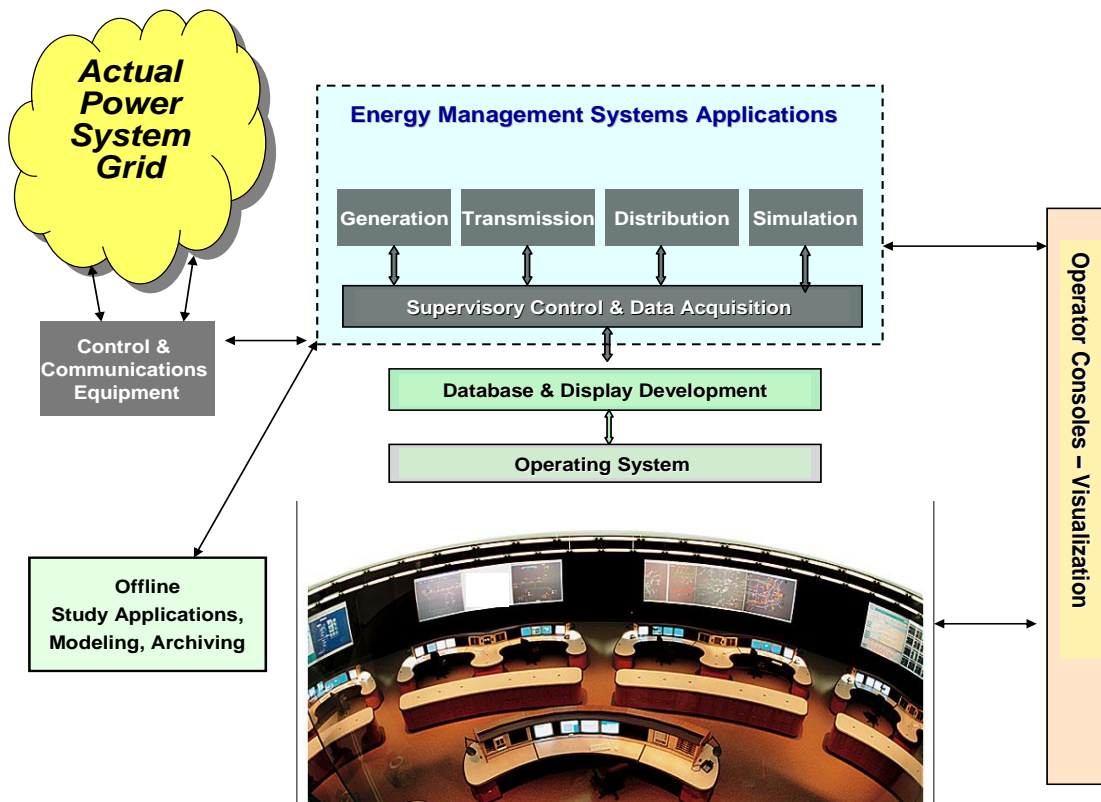 Actual
Power
System
Grid
Energy Management Systems Applications
Generation
Transmission
Distribution
Simulation
Supervisory Control & Data Acquisition
Control &
Communications
Equipment
Database & Display Development
Operating System
Offline
Study Applications,
Modeling, Archiving
Operator Consoles – Visualization